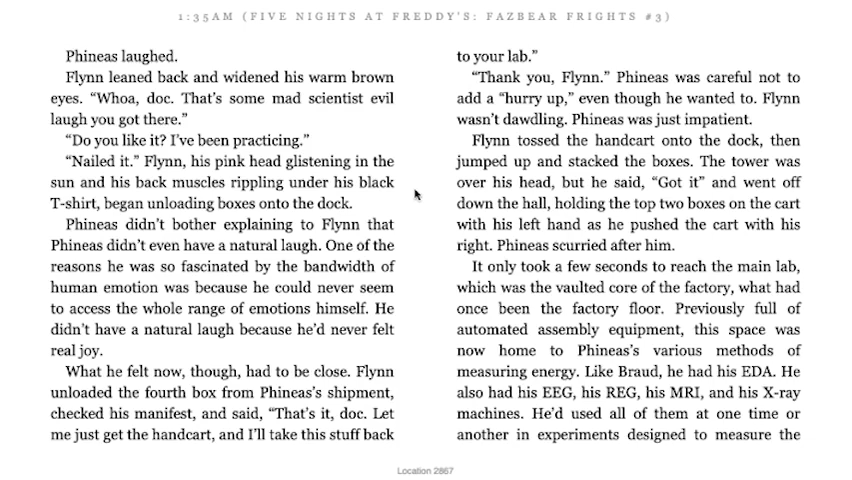 1:35AM (FIVE NIGHTS AT FREDDY'S: FAZBEAR FRIGHTS #3)
Phineas laughed.
Flynn leaned back and widened his warm brown
eyes. “Whoa, doc. That’s some mad scientist evil
laugh you got there.”
“Do you like it? I’ve been practicing.”
“Nailed it.” Flynn, his pink head glistening in the
sun and his back muscles rippling under his black
T-shirt, began unloading boxes onto the dock.
Phineas didn’t bother explaining to Flynn that
Phineas didn’t even have a natural laugh. One of the
reasons he was so fascinated by the bandwidth of
human emotion was because he could never seem
to access the whole range of emotions himself. He
didn’t have a natural laugh because he’d never felt
real joy.
What he felt now, though, had to be close. Flynn
unloaded the fourth box from Phineas’s shipment,
checked his manifest, and said, “That’s it, doc. Let
me just get the handcart, and I’ll take this stuff back
to your lab.”
“Thank you, Flynn.” Phineas was careful not to
add a “hurry up,” even though he wanted to. Flynn
wasn’t dawdling. Phineas was just impatient.
Flynn tossed the handcart onto the dock, then
jumped up and stacked the boxes. The tower was
over his head, but he said, “Got it” and went off
down the hall, holding the top two boxes on the cart
with his left hand as he pushed the cart with his
right. Phineas scurried after him.
It only took a few seconds to reach the main lab,
which was the vaulted core of the factory, what had
once been the factory floor. Previously full of
automated assembly equipment, this space was
now home to Phineas’s various methods of
measuring energy. Like Braud, he had his EDA. He
also had his EEG, his REG, his MRI, and his X-ray
machines. He’d used all of them at one time or
another in experiments designed to measure the
Location 2867